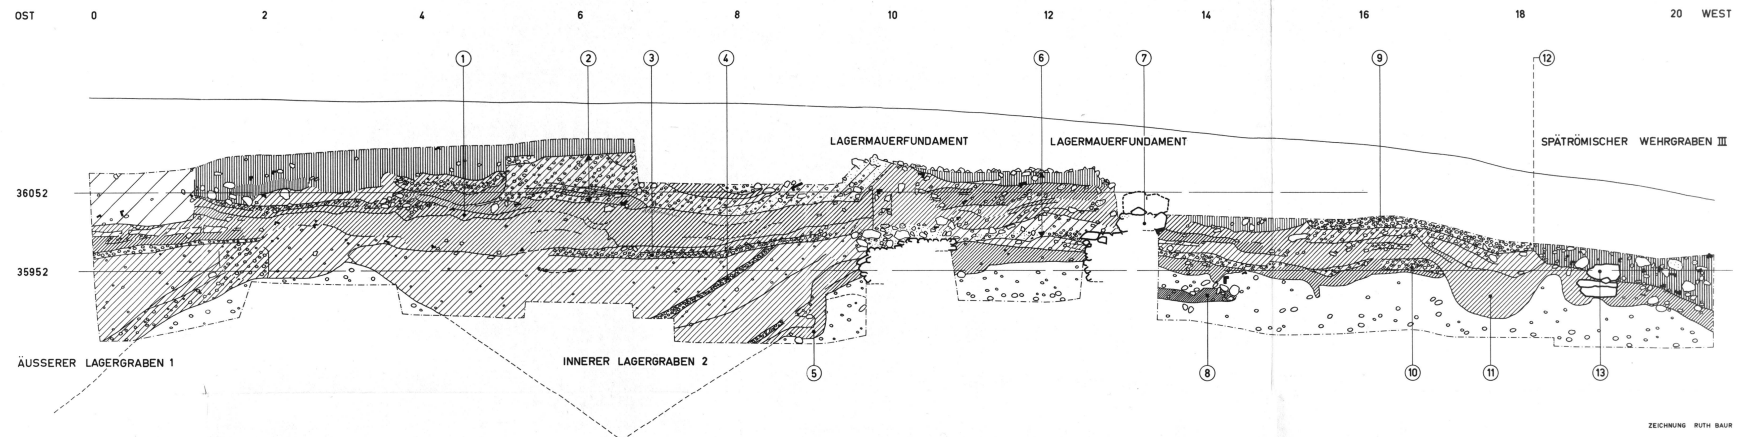 OST 0 2 4 6 8 10 12 14 16 18 20 WEST
1 2 3 4 6 7 9 12
LAGERMAUERFUNDAMENT LAGERMAUERFUNDAMENT SPÄTRÖMISCHER WEHRGRABEN III
36052
35952
ÄUSSERER LAGERGRABEN 1 INNERER LAGERGRABEN 2 5 8 10 11 13
ZEICHNUNG RUTH BAUR